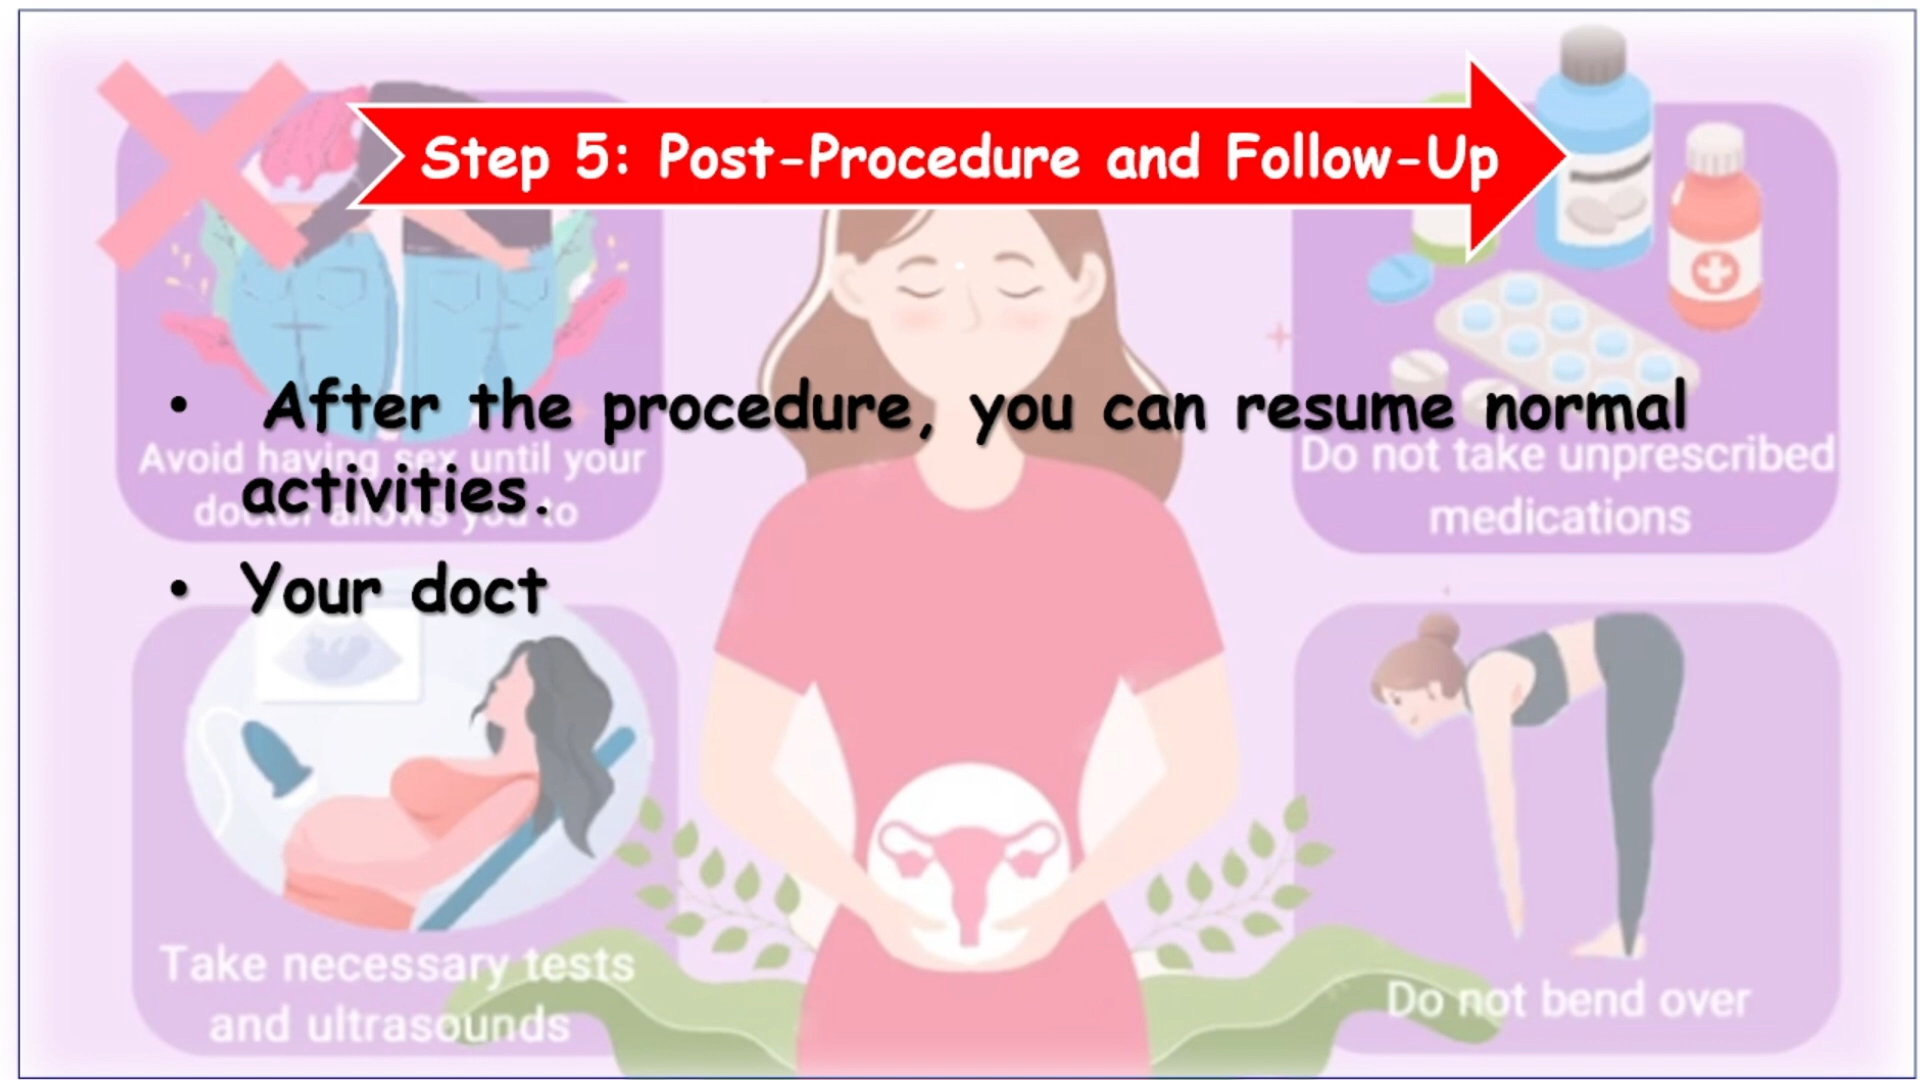 Step 5: Post-Procedure and Follow-Up
• After the procedure, you can resume normal
activities.
• Your doct
Avoid having sex until your
doctor allows you to
Do not take unprescribed
medications
Take necessary tests
and ultrasounds
Do not bend over